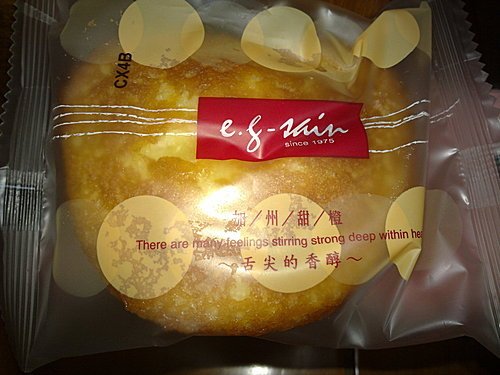 CX4B
e.g-sain
since 1975
加/州/甜/橙
There are many feelings stirring strong deep within
～舌尖的香醇～